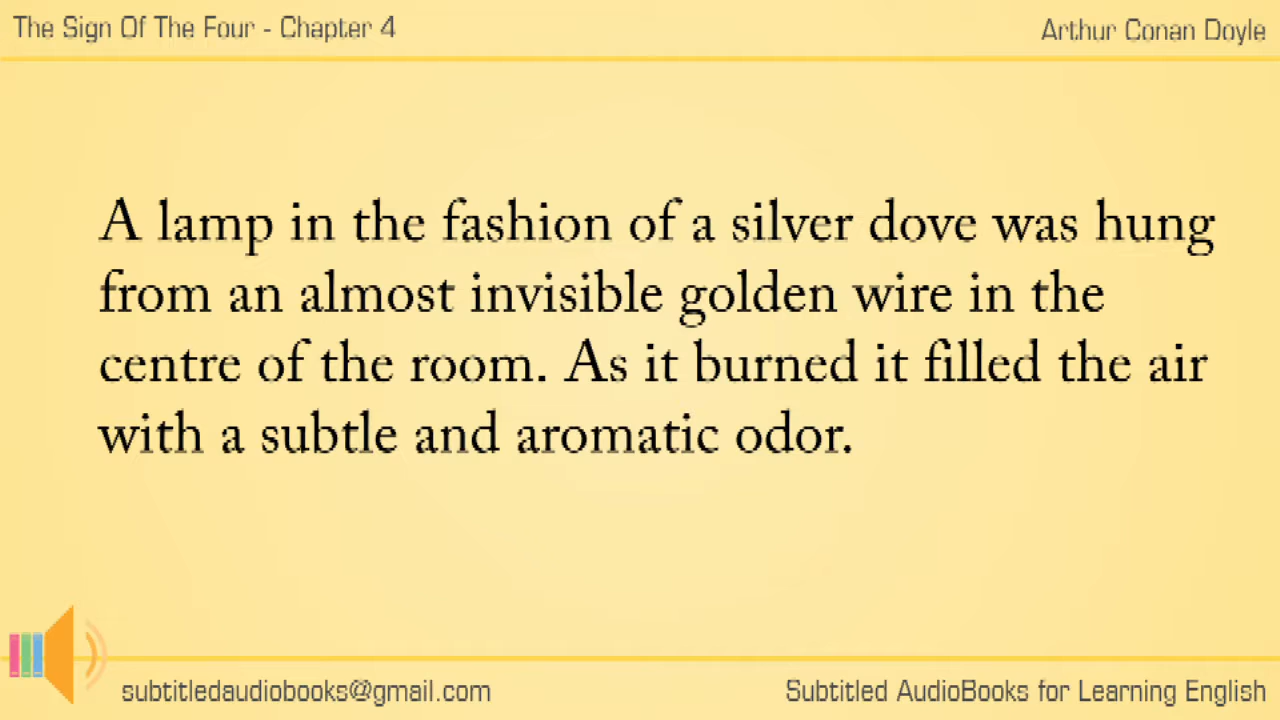 The Sign Of The Four - Chapter 4
Arthur Conan Doyle
A lamp in the fashion of a silver dove was hung
from an almost invisible golden wire in the
centre of the room. As it burned it filled the air
with a subtle and aromatic odor.
subtitledaudiobooks@gmail.com
Subtitled AudioBooks for Learning English